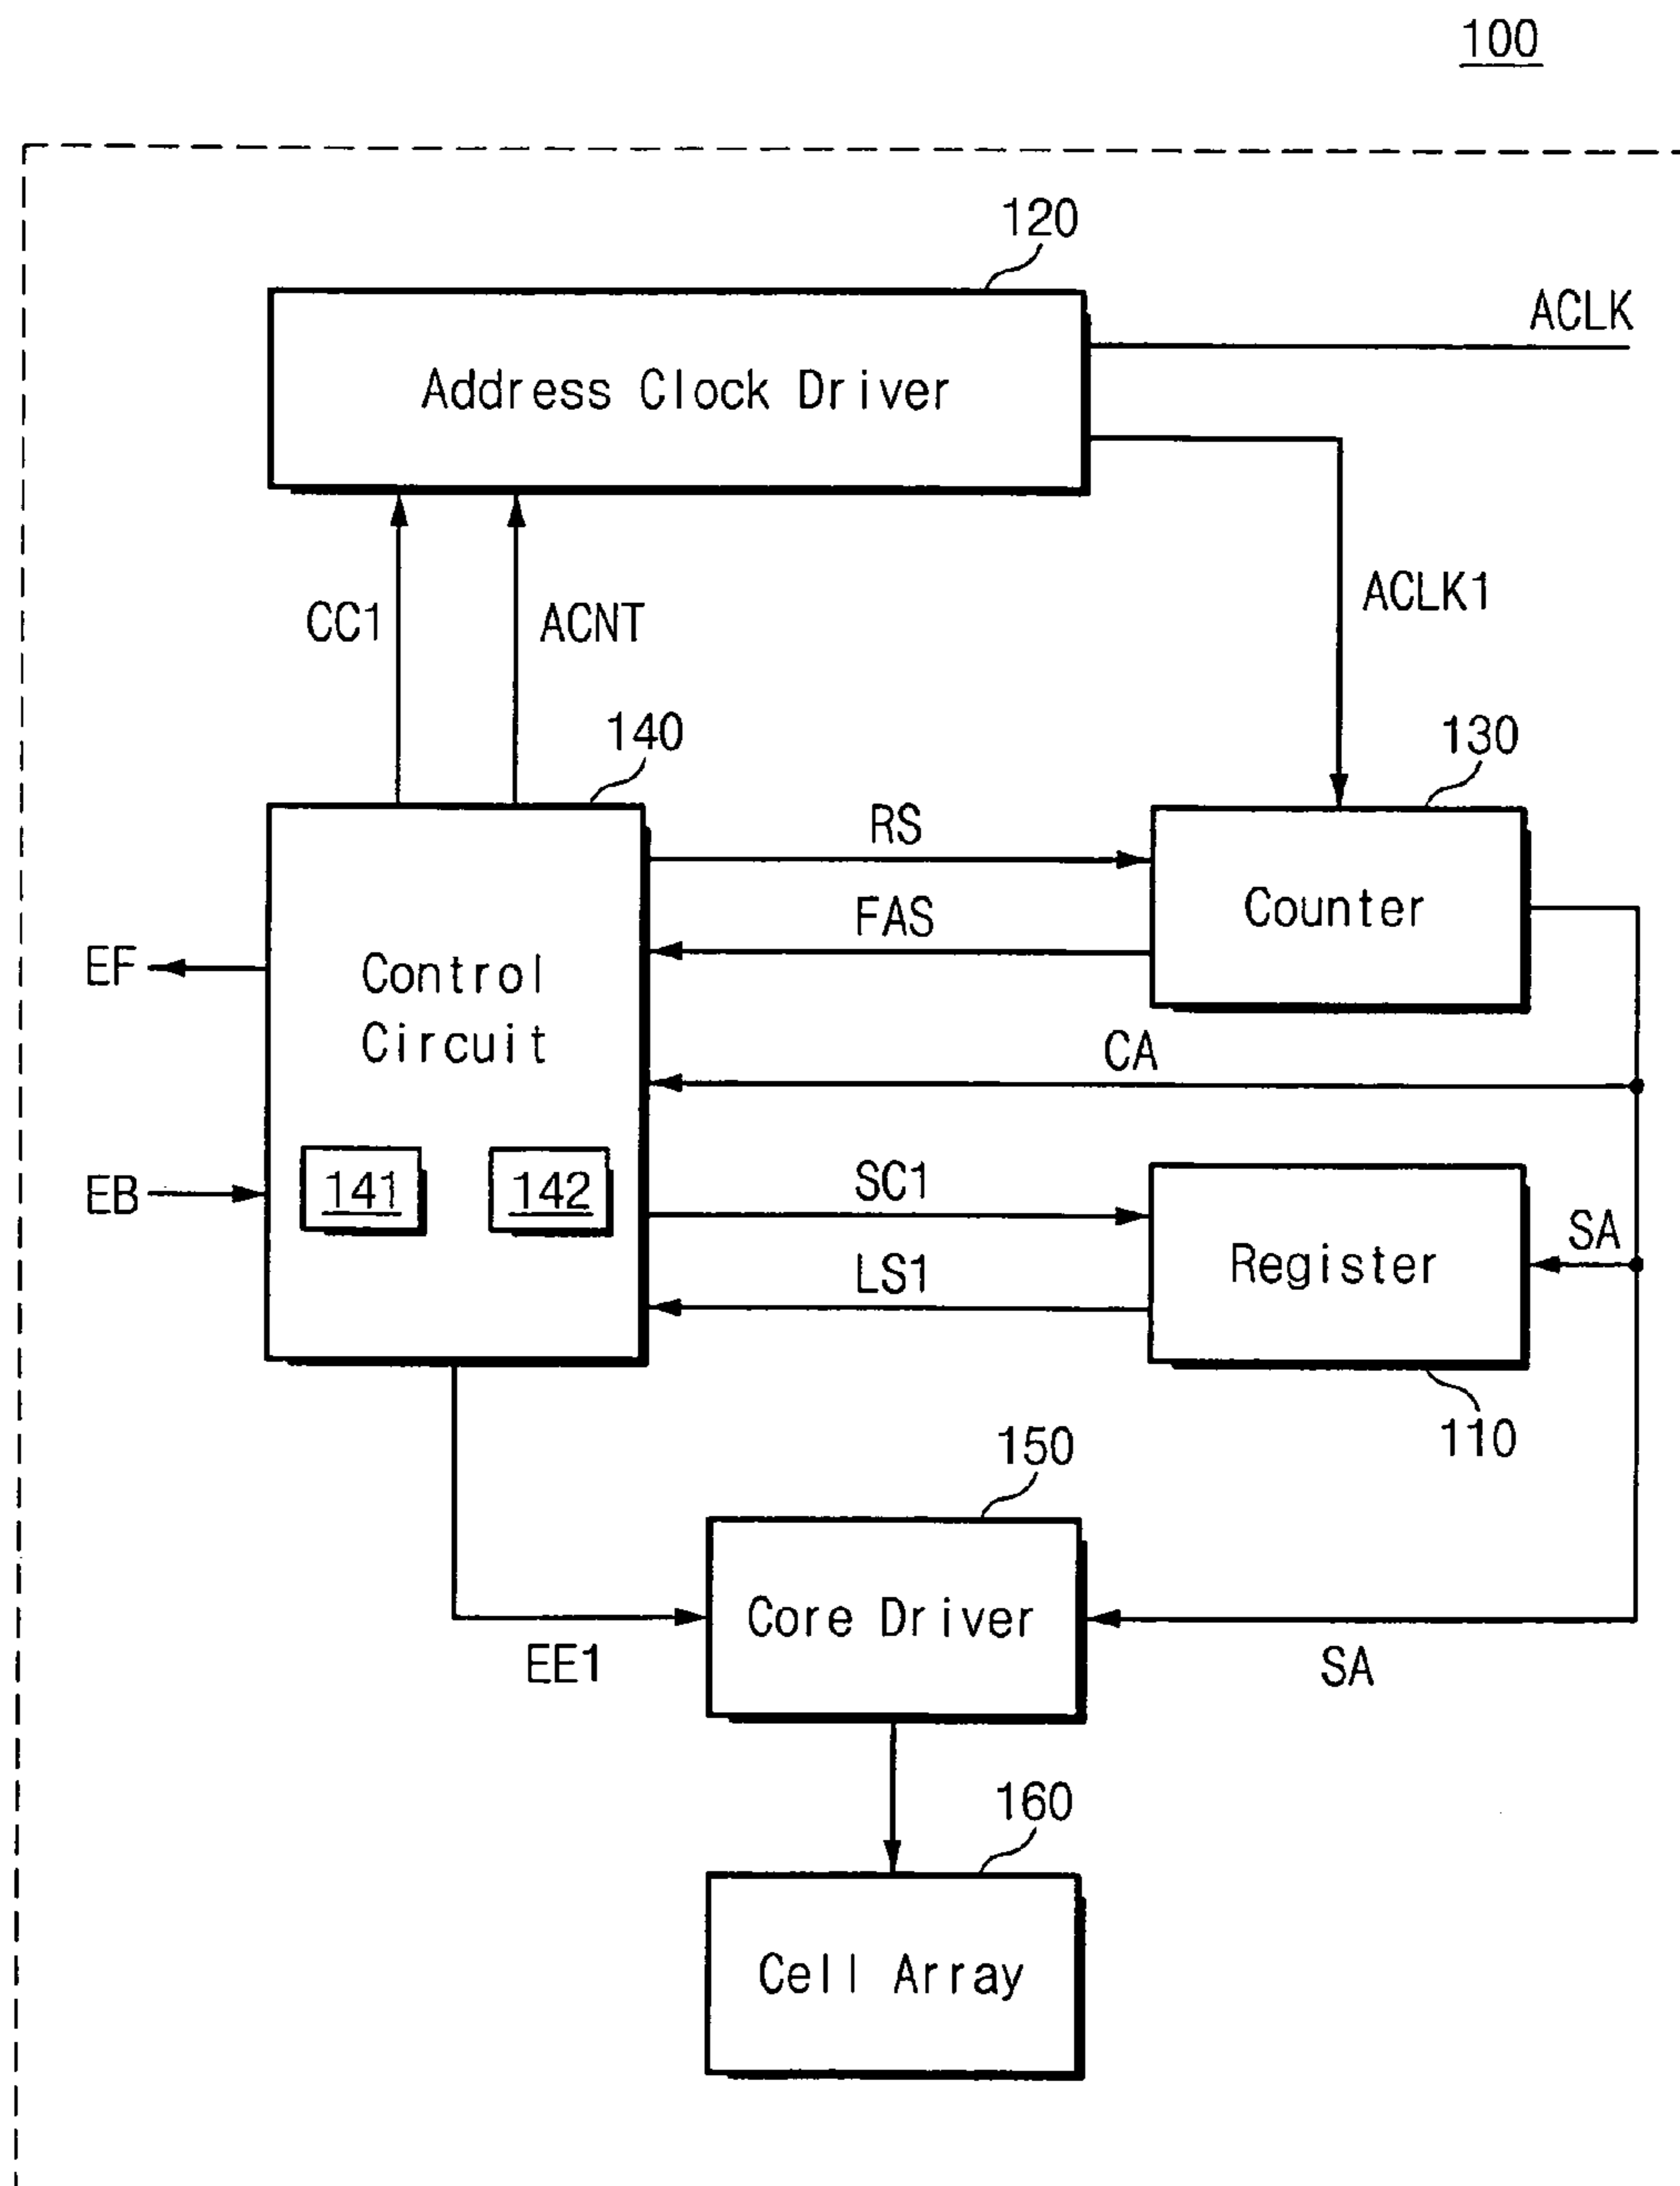 100
120
ACLK
Address Clock Driver
CC1
ACNT
ACLK1
140
130
RS
Counter
FAS
EF
Control
Circuit
CA
EB
141
142
SC1
SA
Register
LS1
110
150
Core Driver
EE1
SA
160
Cell Array